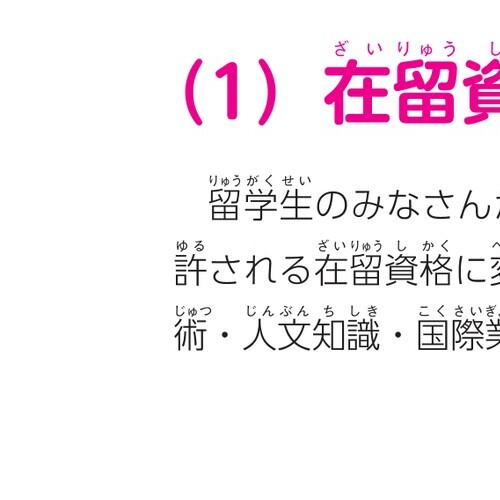 ざいりゅう し
(1) 在留資
りゅうがくせい
留学生のみなさん
ゆる ざいりゅうしかく
許される在留資格に
じゅつ じんぶんちしき こくさいぎ
術・人文知識・国際業